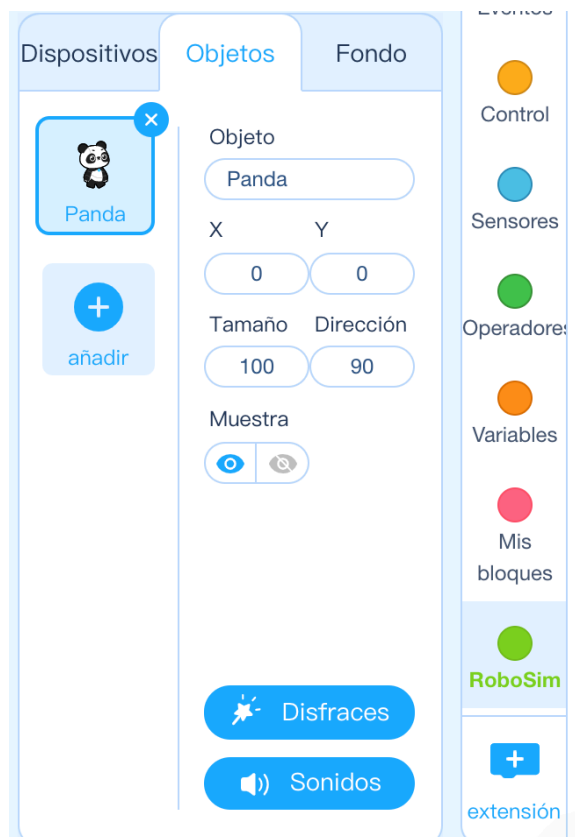 Dispositivos
Objetos
Fondo
Panda
añadir
Objeto
Panda
X
Y
0
0
Tamaño
Dirección
100
90
Muestra
Disfraces
Sonidos
Control
Sensores
Operadores
Variables
Mis
bloques
RoboSim
extensión